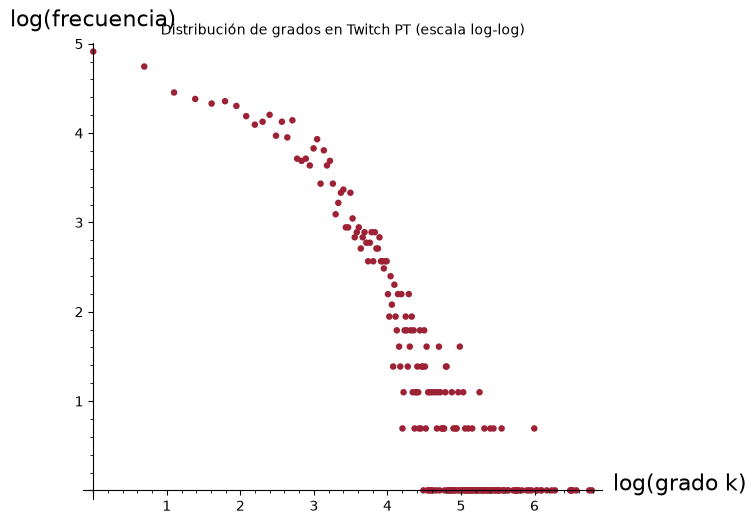 log(frecuencia)
Distribución de grados en Twitch PT (escala log-log)
5
4
3
2
1
1 2 3 4 5 6
log(grado k)